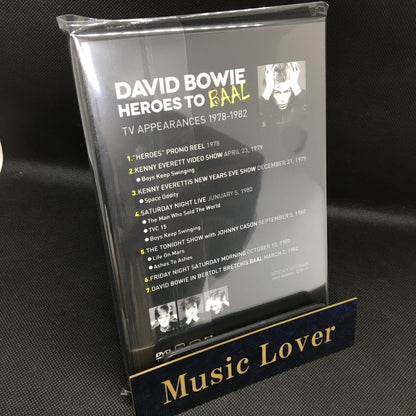 DAVID BOWIE
HEROES TO BAAL
TV APPEARANCES 1978-1982
1. "HEROES" PROMO REEL 1978
2. KENNY EVERETT VIDEO SHOW APRIL 23, 1979
● Boys Keep Swinging
3. KENNY EVERETTIS NEW YEARS EVE SHOW DECEMBER 31, 1979
● Space Oddity
4. SATURDAY NIGHT LIVE JANUARY 5, 1980
● The Man Who Sold The World
● TVC 15
● Boys Keep Swinging
5. THE TONIGHT SHOW with JOHNNY CASON SEPTEMBER 5, 1980
● Life On Mars
● Ashes To Ashes
6. FRIDAY NIGHT SATURDAY MORNING OCTOBER 10, 1980
7. DAVID BOWIE IN BERTOLT BRETCHIS BAAL MARCH 2, 1982
DVD
Music Lover